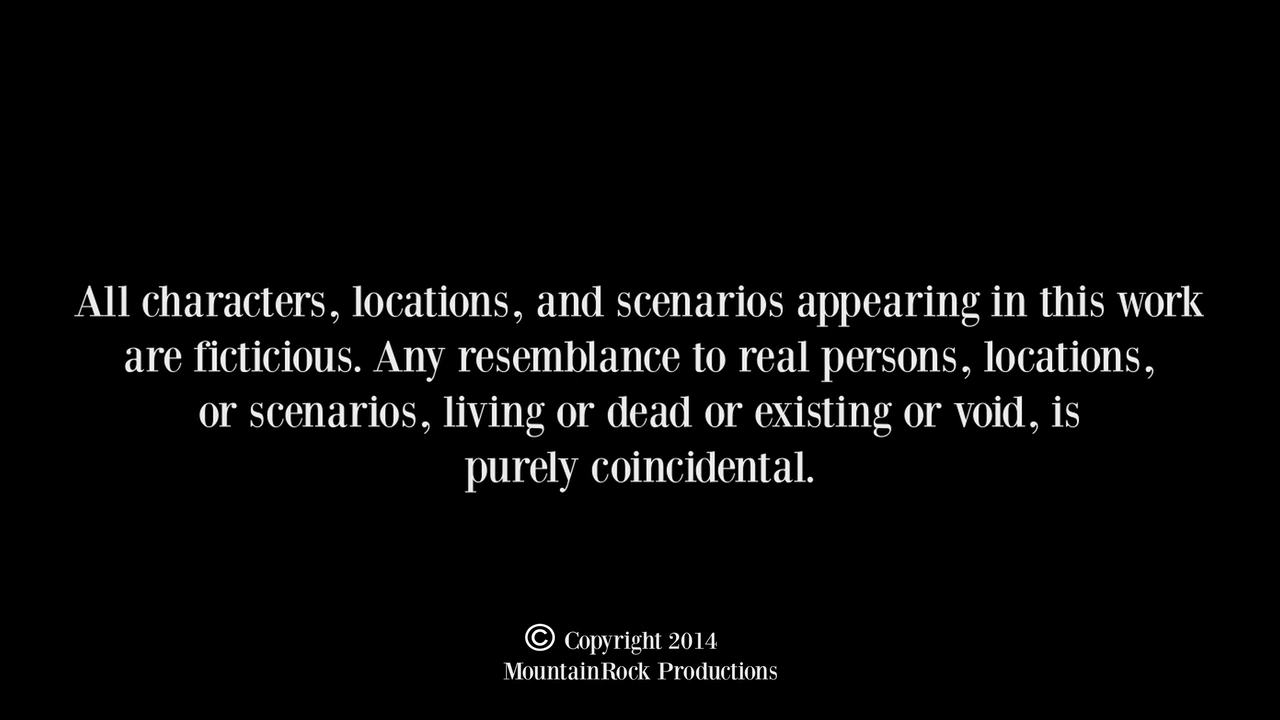 All characters, locations, and scenarios appearing in this work
are ficticious. Any resemblance to real persons, locations,
or scenarios, living or dead or existing or void, is
purely coincidental.
© Copyright 2014
MountainRock Productions